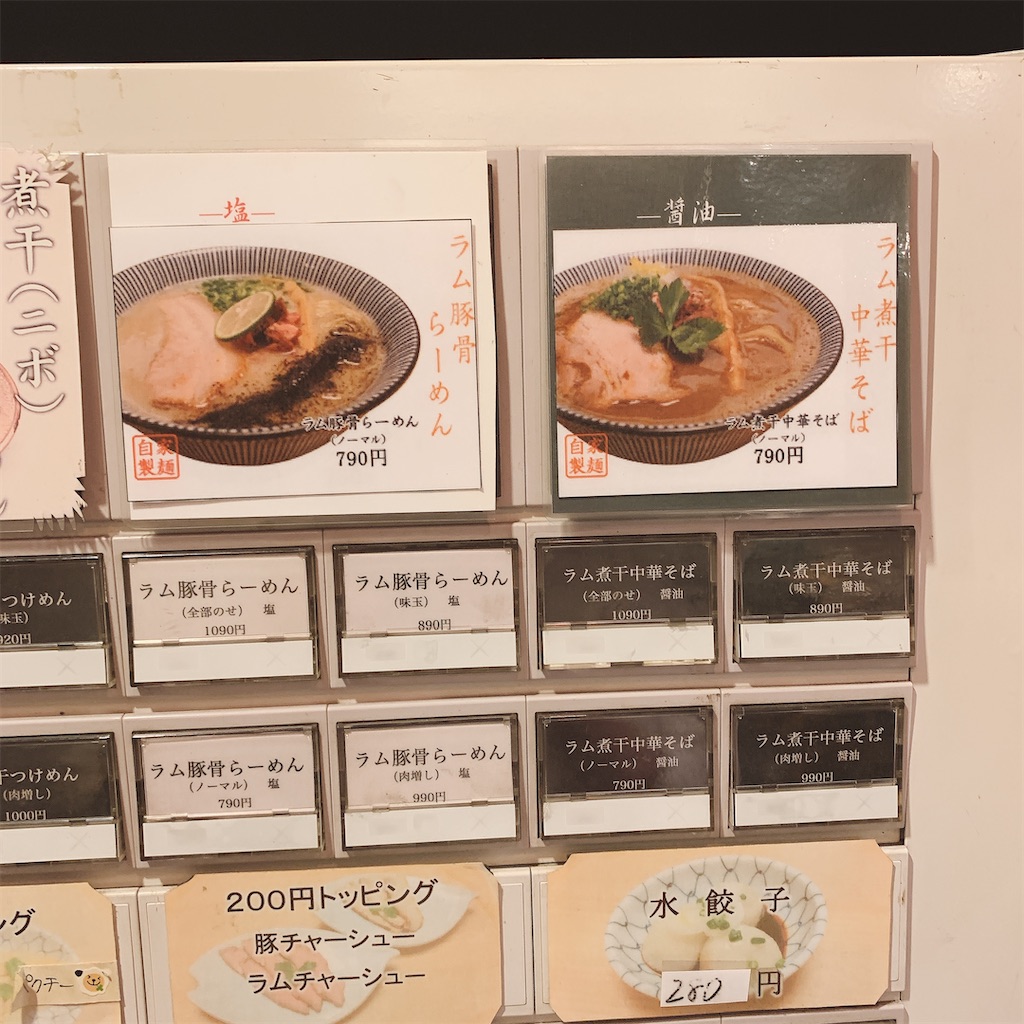 煮干(ニボ)
—塩—
ラム豚骨
らーめん
ラム豚骨らーめん
(ノーマル)
790円
自家
製麺
—醤油—
ラム煮干
中華そば
ラム煮干中華そば
(ノーマル)
790円
自家
製麺
つけめん
味玉)
920円
ラム豚骨らーめん
(全部のせ) 塩
1090円
ラム豚骨らーめん
(味玉) 塩
890円
ラム煮干中華そば
(全部のせ) 醤油
1090円
ラム煮干中華そば
(味玉) 醤油
890円
干つけめん
(肉増し)
1000円
ラム豚骨らーめん
(ノーマル) 塩
790円
ラム豚骨らーめん
(肉増し) 塩
990円
ラム煮干中華そば
(ノーマル) 醤油
790円
ラム煮干中華そば
(肉増し) 醤油
990円
ング
パクチー
200円トッピング
豚チャーシュー
ラムチャーシュー
水餃子
280円